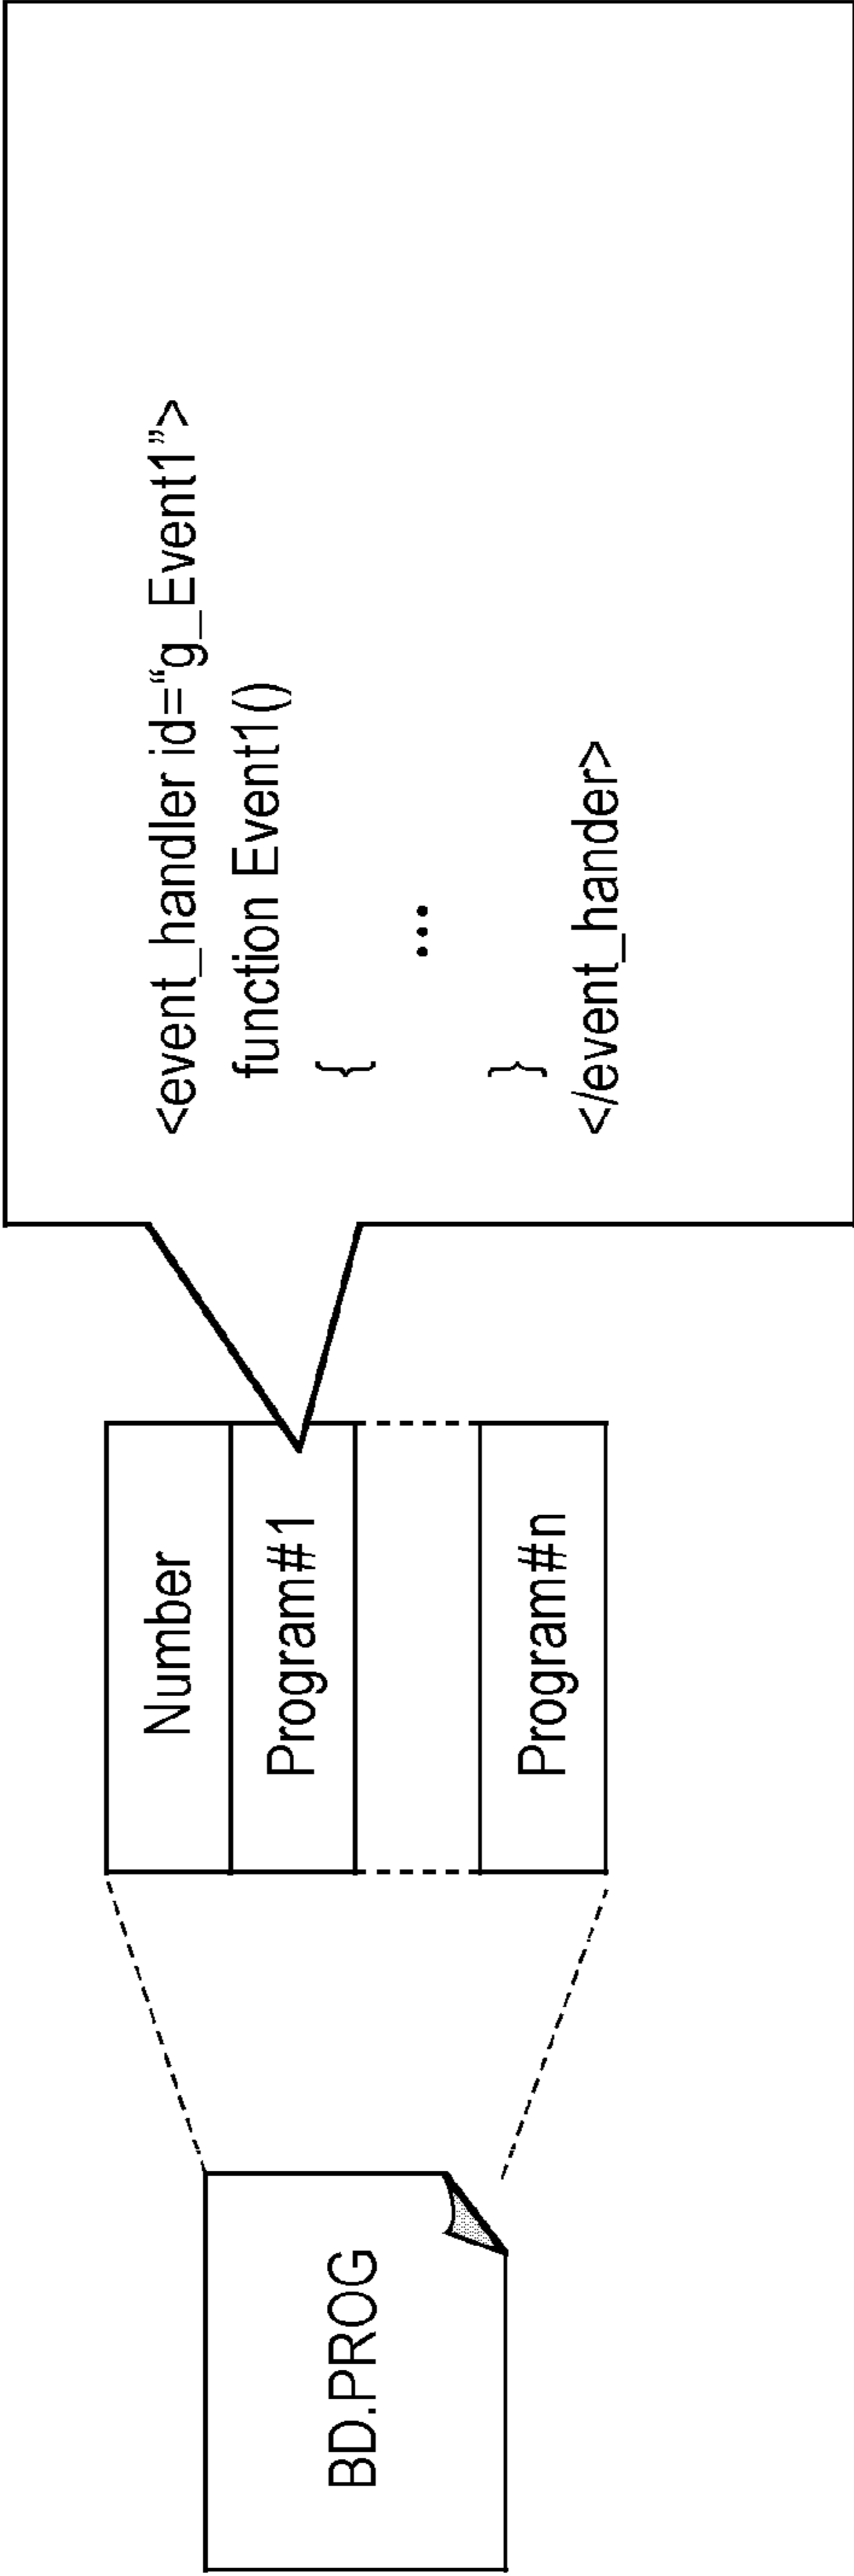 BD.PROG
Number
Program#1
Program#n
<event_handler id=“g_Event1”>
function Event1()
{
...
}
</event_hander>